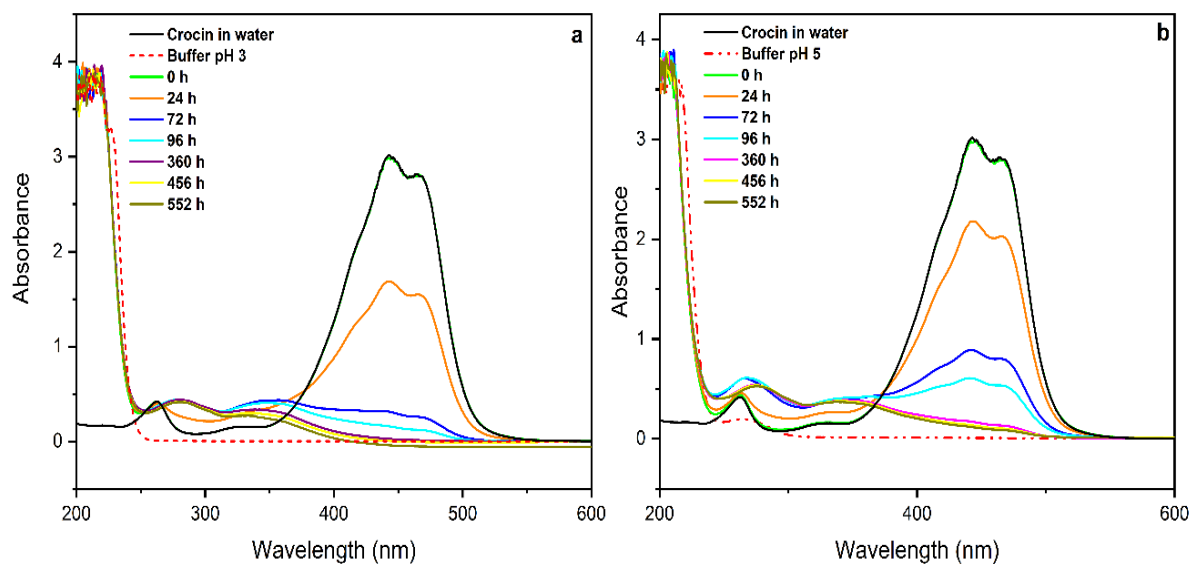 a
Crocin in water
Buffer pH 3
0 h
24 h
72 h
96 h
360 h
456 h
552 h
Absorbance
4
3
2
1
0
200
300
400
500
600
Wavelength (nm)
b
Crocin in water
Buffer pH 5
0 h
24 h
72 h
96 h
360 h
456 h
552 h
Absorbance
4
3
2
1
0
200
400
600
Wavelength (nm)